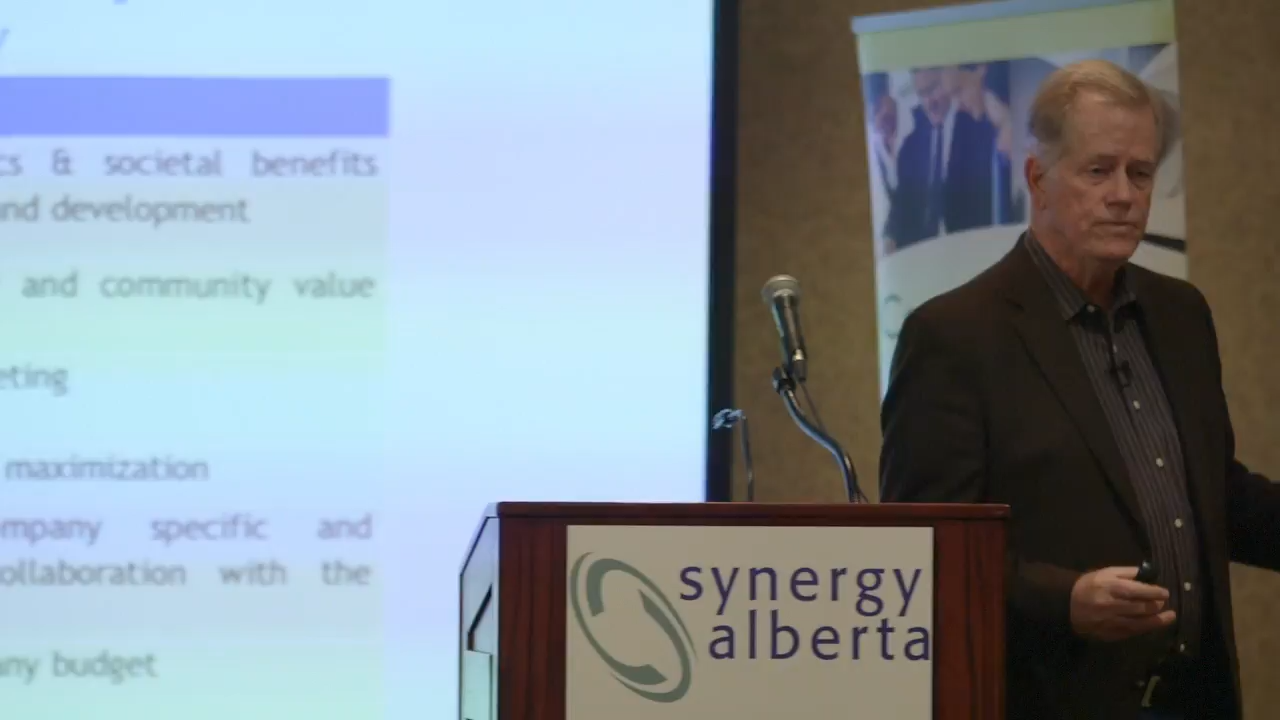 cs & societal benefits
nd development
and community value
eting
maximization
mpany specific and
ollaboration with the
any budget
synergy
alberta